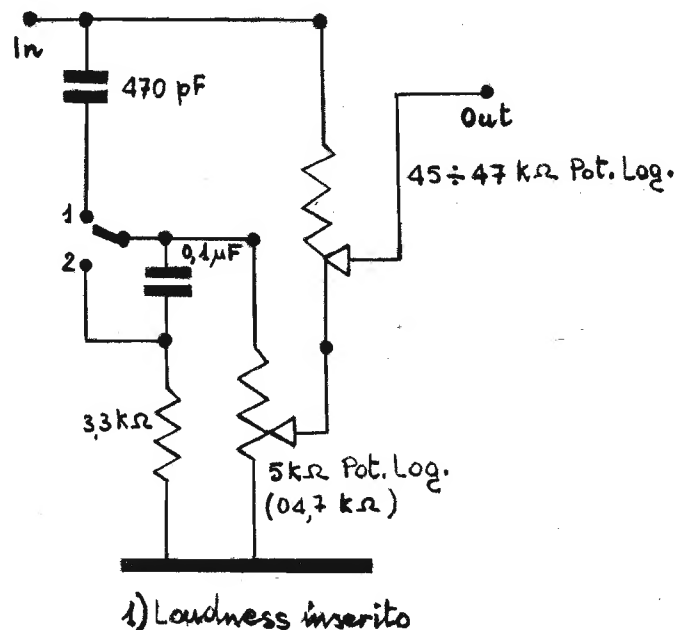 In
470 pF
Out
45÷47 kΩ Pot. Log.
1
0,1µF
2
3,3kΩ
5kΩ Pot. Log.
(o4,7 kΩ)
1) Loudness inserito